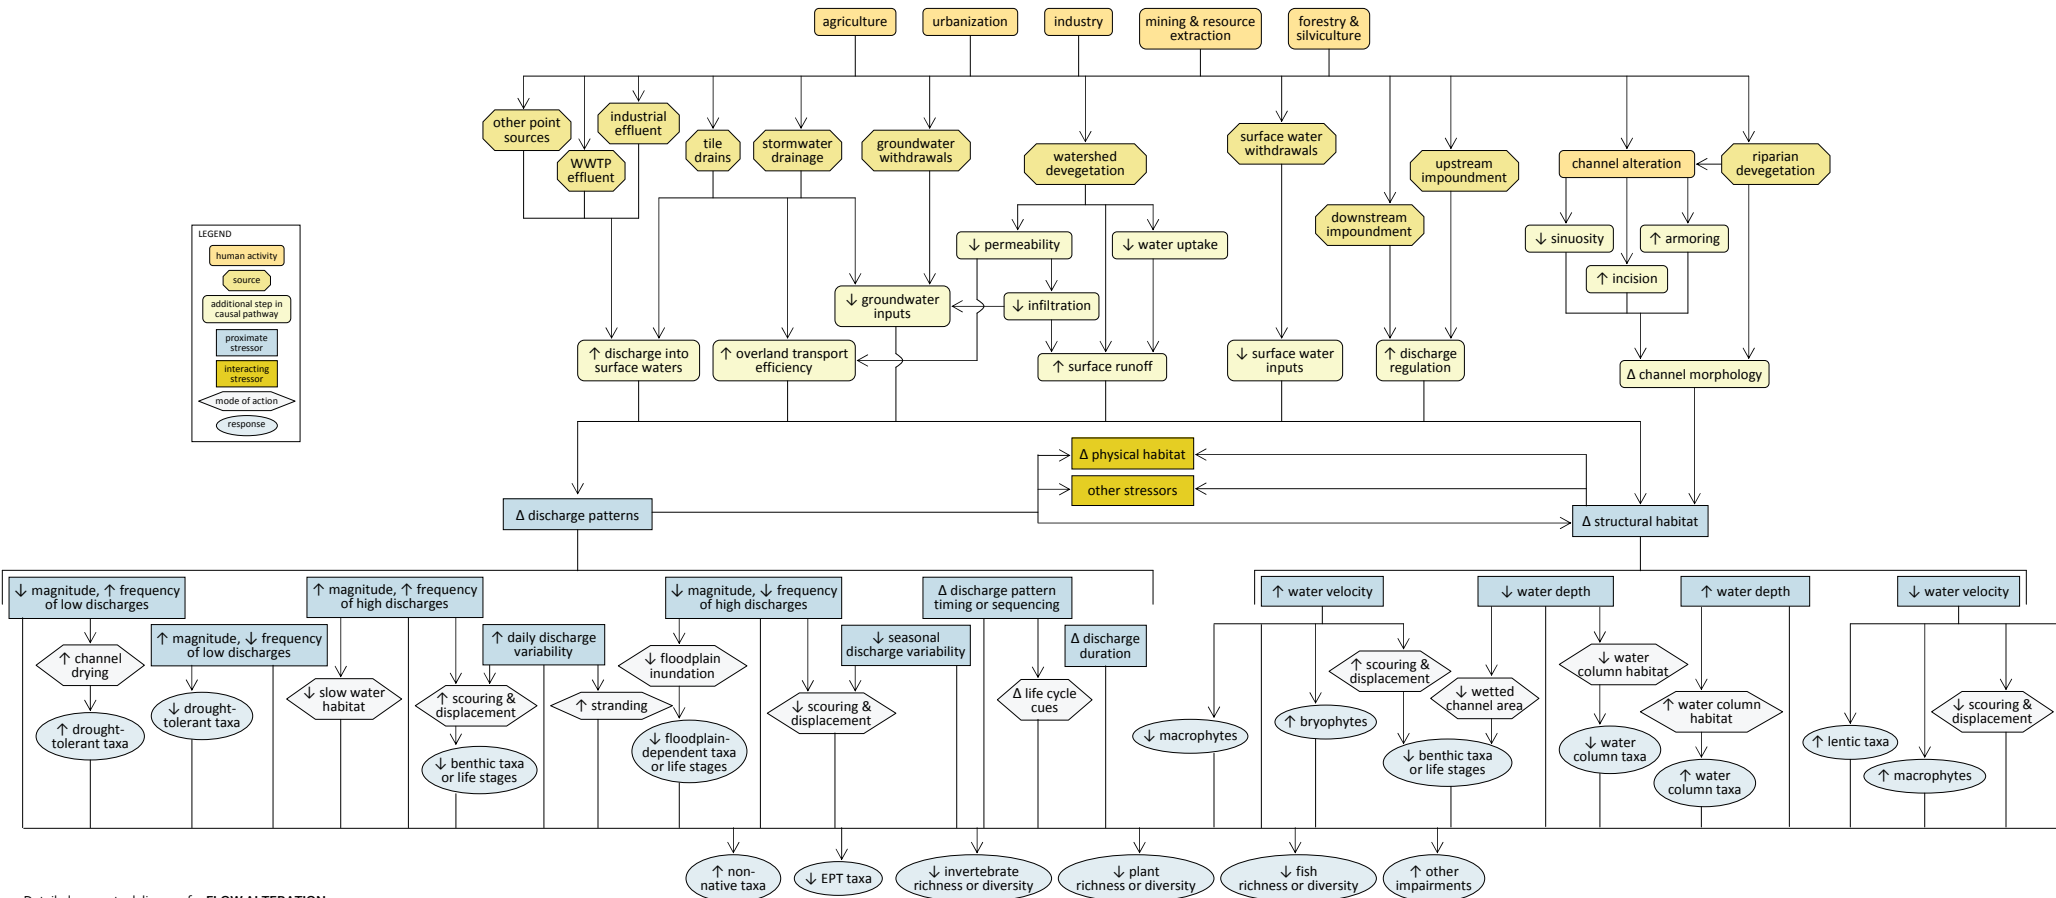 agriculture
urbanization
industry
mining & resource
extraction
forestry &
silviculture
other point
sources
WWTP
effluent
industrial
effluent
tile
drains
stormwater
drainage
groundwater
withdrawals
watershed
devegetation
surface water
withdrawals
downstream
impoundment
upstream
impoundment
channel alteration
riparian
devegetation
LEGEND
human activity
source
additional step in
causal pathway
proximate
stressor
interacting
stressor
mode of action
response
↓ permeability
↓ water uptake
↓ sinuosity
↑ armoring
↑ incision
↓ groundwater
inputs
↓ infiltration
↑ discharge into
surface waters
↑ overland transport
efficiency
↑ surface runoff
↓ surface water
inputs
↑ discharge
regulation
Δ channel morphology
Δ physical habitat
other stressors
Δ discharge patterns
Δ structural habitat
↓ magnitude, ↑ frequency
of low discharges
↑ magnitude, ↓ frequency
of low discharges
↑ magnitude, ↑ frequency
of high discharges
↑ daily discharge
variability
↓ magnitude, ↓ frequency
of high discharges
↓ seasonal
discharge variability
Δ discharge pattern
timing or sequencing
Δ discharge
duration
↑ water velocity
↓ water depth
↑ water depth
↓ water velocity
↑ channel
drying
↑ drought-
tolerant taxa
↓ drought-
tolerant taxa
↓ slow water
habitat
↑ scouring &
displacement
↓ benthic taxa
or life stages
↑ stranding
↓ floodplain
inundation
↓ floodplain-
dependent taxa
or life stages
↓ scouring &
displacement
Δ life cycle
cues
↓ macrophytes
↑ bryophytes
↑ scouring &
displacement
↓ wetted
channel area
↓ benthic taxa
or life stages
↓ water
column habitat
↓ water
column taxa
↑ water column
habitat
↑ water
column taxa
↑ lentic taxa
↑ macrophytes
↓ scouring &
displacement
↑ non-
native taxa
↓ EPT taxa
↓ invertebrate
richness or diversity
↓ plant
richness or diversity
↓ fish
richness or diversity
↑ other
impairments